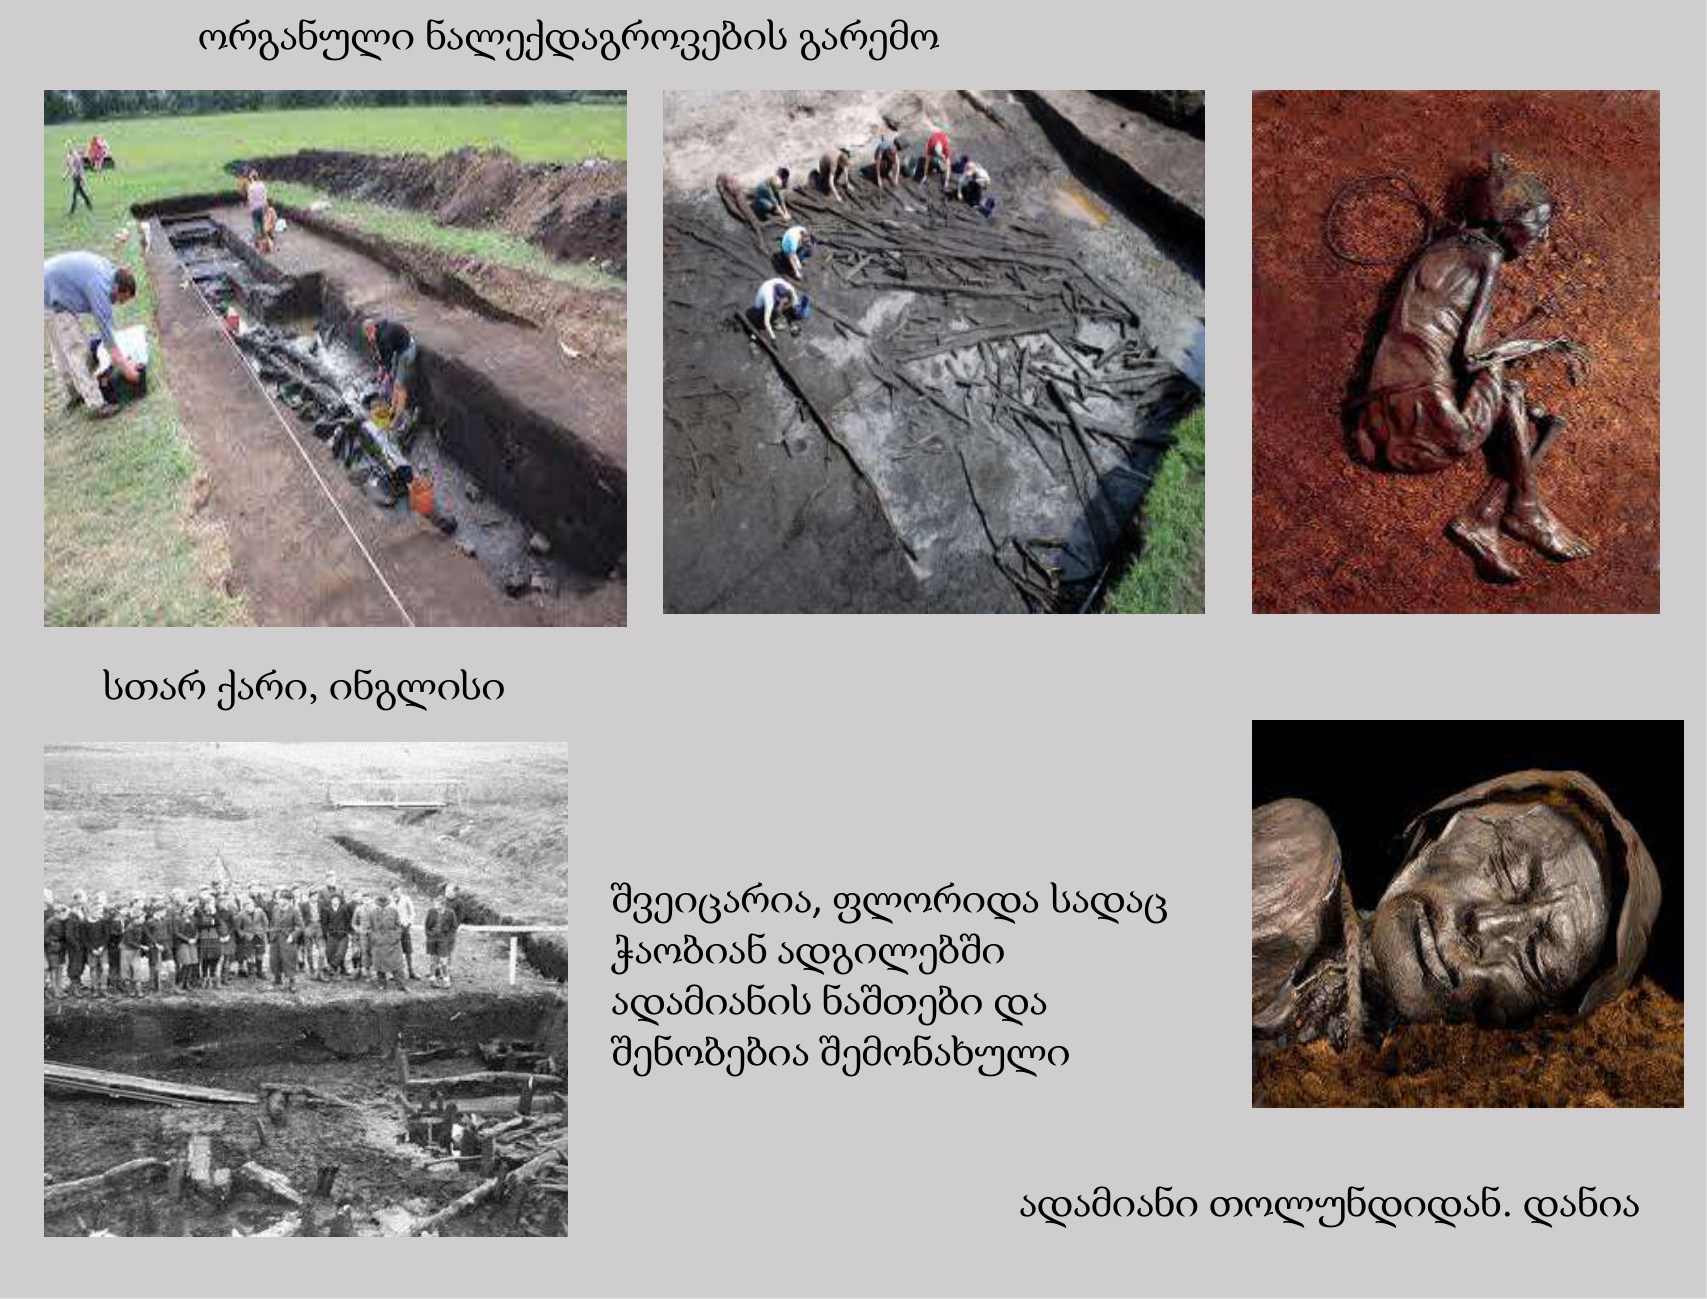 ორგანული ნალექდაგროვების გარემო
სთარ ქარი, ინგლისი
შვეიცარია, ფლორიდა სადაც
ჭაობიან ადგილებში
ადამიანის ნაშთები და
შენობებია შემონახული
ადამიანი თოლუნდიდან. დანია